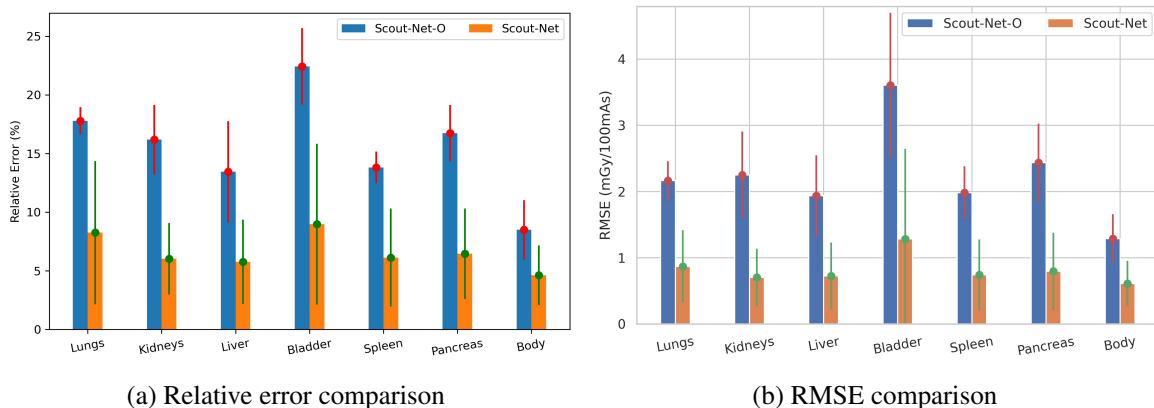 Scout-Net-O Scout-Net
Relative Error (%)
25
20
15
10
5
0
Lungs Kidneys Liver Bladder Spleen Pancreas Body
(a) Relative error comparison
Scout-Net-O Scout-Net
RMSE (mGy/100mAs)
4
3
2
1
0
Lungs Kidneys Liver Bladder Spleen Pancreas Body
(b) RMSE comparison